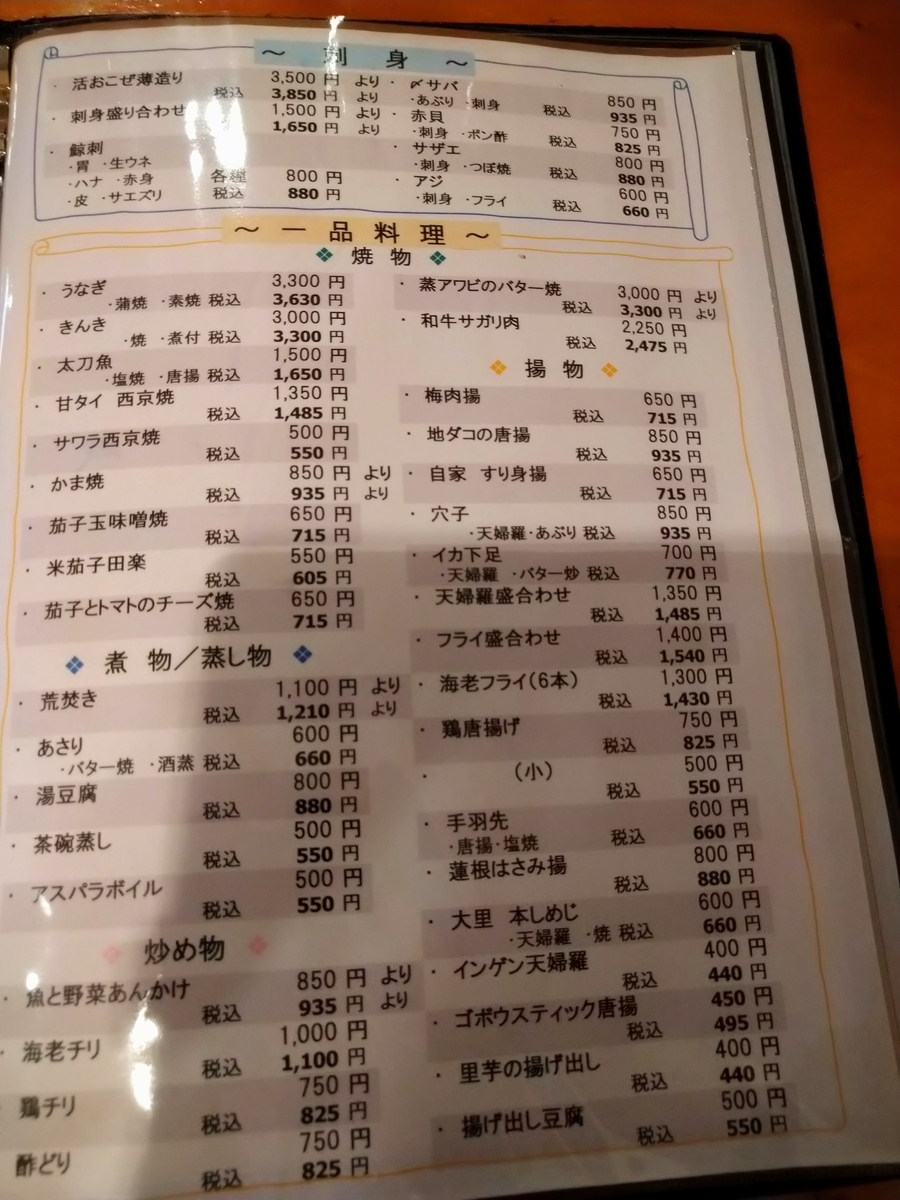 ～ 刺 身 ～
・ 活おこぜ薄造り 3,500 円 より
税込 3,850 円 より
・ 刺身盛り合わせ 1,500 円 より
1,650 円 より
・ 鯨刺
・胃 ・生ウネ
・ハナ ・赤身 各種 800 円
・皮 ・サエズリ 税込 880 円
・ 〆サバ 850 円
・あぶり ・刺身 税込 935 円
・ 赤貝 750 円
・刺身 ・ポン酢 税込 825 円
・ サザエ 800 円
・刺身 ・つぼ焼 税込 880 円
・ アジ 600 円
・刺身 ・フライ 税込 660 円
～ 一 品 料 理 ～
❖ 焼 物 ❖
・ うなぎ 3,300 円
・蒲焼 ・素焼 税込 3,630 円
・ きんき 3,000 円
・焼 ・煮付 税込 3,300 円
・ 太刀魚 1,500 円
・塩焼 ・唐揚 税込 1,650 円
・ 甘タイ 西京焼 1,350 円
税込 1,485 円
・ サワラ西京焼 500 円
税込 550 円
・ かま焼 850 円 より
税込 935 円 より
・ 茄子玉味噌焼 650 円
税込 715 円
・ 米茄子田楽 550 円
税込 605 円
・ 茄子とトマトのチーズ焼 650 円
税込 715 円
❖ 煮 物／蒸し物 ❖
・ 荒焚き 1,100 円 より
税込 1,210 円 より
・ あさり 600 円
・バター焼 ・酒蒸 税込 660 円
・ 湯豆腐 800 円
税込 880 円
・ 茶碗蒸し 500 円
税込 550 円
・ アスパラボイル 500 円
税込 550 円
❖ 炒め物 ❖
・ 魚と野菜あんかけ 850 円 より
税込 935 円 より
・ 海老チリ 1,000 円
税込 1,100 円
鶏チリ 750 円
税込 825 円
酢どり 750 円
税込 825 円
・ 蒸アワビのバター焼 3,000 円 より
税込 3,300 円 より
・ 和牛サガリ肉 2,250 円
税込 2,475 円
❖ 揚 物 ❖
・ 梅肉揚 650 円
税込 715 円
・ 地ダコの唐揚 850 円
税込 935 円
・ 自家 すり身揚 650 円
税込 715 円
・ 穴子 850 円
・天婦羅・あぶり 税込 935 円
・ イカ下足 700 円
・天婦羅 ・バター炒 税込 770 円
・ 天婦羅盛合わせ 1,350 円
税込 1,485 円
・ フライ盛合わせ 1,400 円
税込 1,540 円
・ 海老フライ(6本) 1,300 円
税込 1,430 円
・ 鶏唐揚げ 750 円
税込 825 円
・ (小) 500 円
税込 550 円
・ 手羽先 600 円
・唐揚・塩焼 税込 660 円
・ 蓮根はさみ揚 800 円
税込 880 円
・ 大里 本しめじ 600 円
・天婦羅 ・焼 税込 660 円
・ インゲン天婦羅 400 円
税込 440 円
・ ゴボウスティック唐揚 450 円
税込 495 円
・ 里芋の揚げ出し 400 円
税込 440 円
・ 揚げ出し豆腐 500 円
税込 550 円